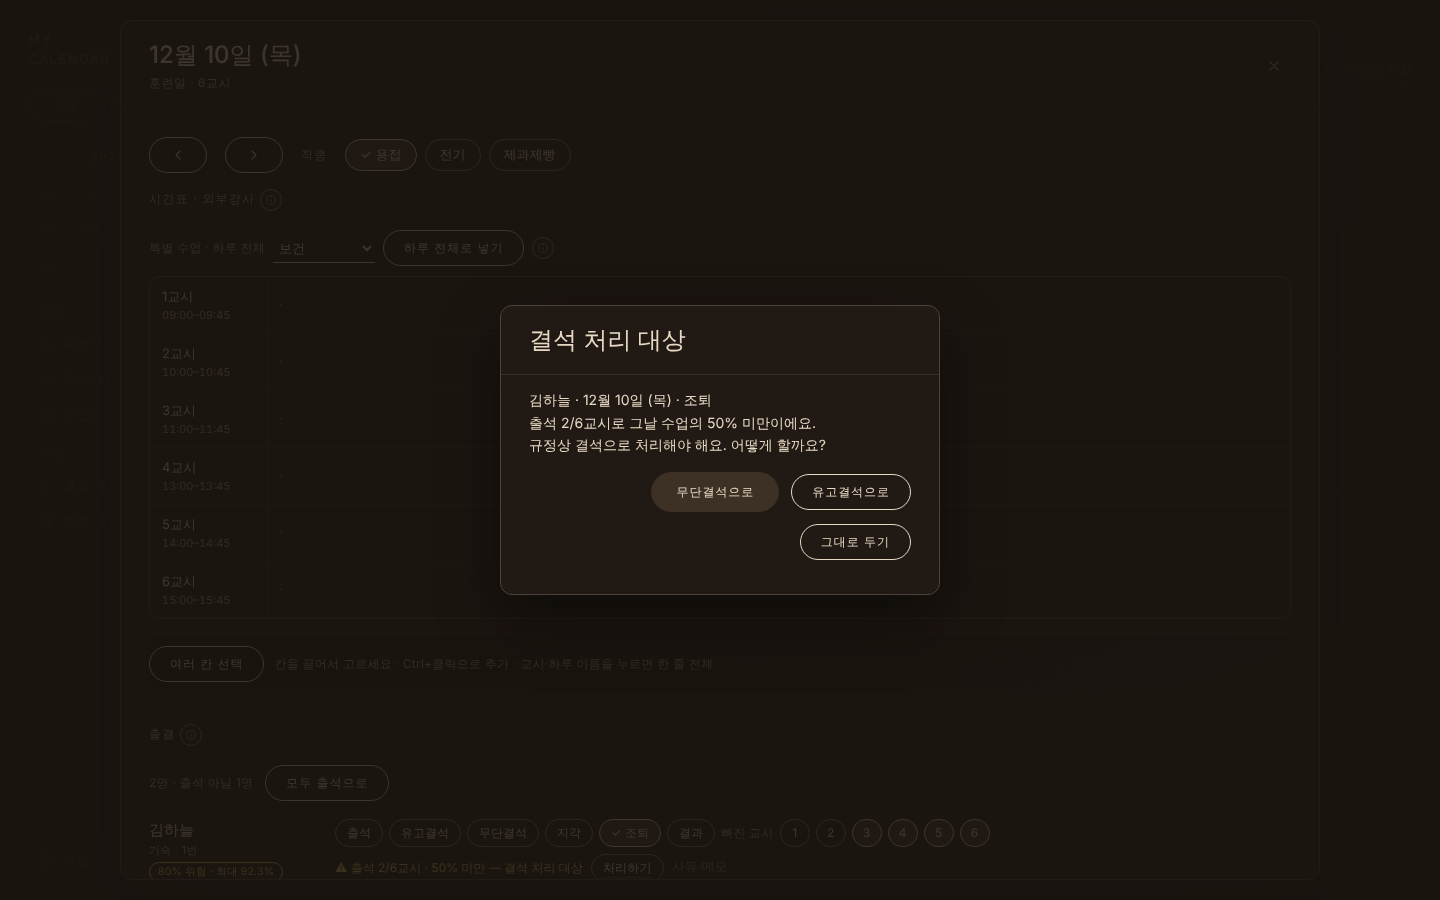 MY
CALENDAR
12월 10일 (목)
훈련일 · 6교시
직종 ✓ 용접 전기 제과제빵
시간표 · 외부강사
특별 수업 · 하루 전체 보건 하루 전체로 넣기
1교시
09:00–09:45
2교시
10:00–10:45
3교시
11:00–11:45
4교시
13:00–13:45
5교시
14:00–14:45
6교시
15:00–15:45
결석 처리 대상
김하늘 · 12월 10일 (목) · 조퇴
출석 2/6교시로 그날 수업의 50% 미만이에요.
규정상 결석으로 처리해야 해요. 어떻게 할까요?
무단결석으로 유고결석으로
그대로 두기
여러 칸 선택 칸을 끌어서 고르세요 · Ctrl+클릭으로 추가 · 교시·하루 이름을 누르면 한 줄 전체
출결
2명 · 출석 아님 1명 모두 출석으로
김하늘 출석 유고결석 무단결석 지각 ✓ 조퇴 결과 빠진 교시 1 2 3 4 5 6
기숙 · 1번
80% 위험 · 최대 92.3% ⚠ 출석 2/6교시 · 50% 미만 — 결석 처리 대상 처리하기 사유·메모